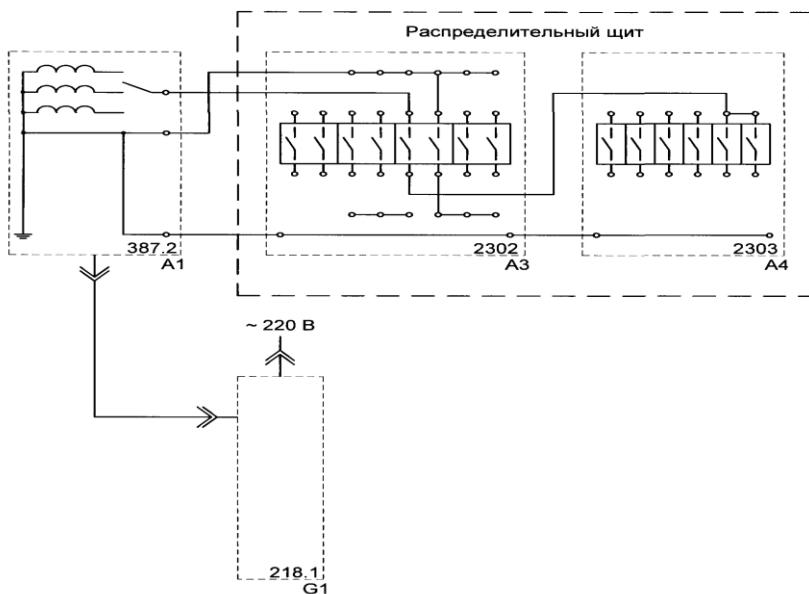 Распределительный щит
387.2
A1
2302
A3
2303
A4
~ 220 В
218.1
G1